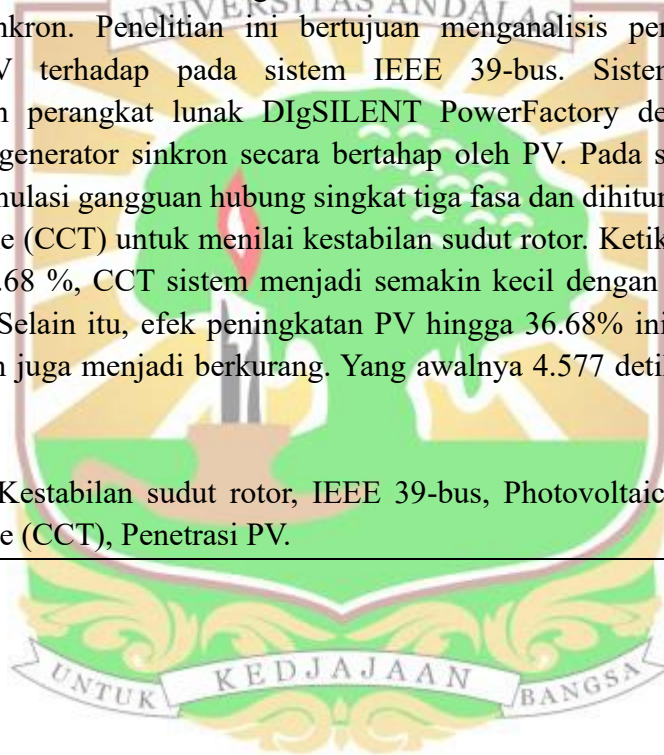 UNIVERSITAS ANDALAS
nkron. Penelitian ini bertujuan menganalisis per
V terhadap pada sistem IEEE 39-bus. Sister
n perangkat lunak DIgSILENT PowerFactory de
generator sinkron secara bertahap oleh PV. Pada s
mulasi gangguan hubung singkat tiga fasa dan dihitur
e (CCT) untuk menilai kestabilan sudut rotor. Ketik
.68 %, CCT sistem menjadi semakin kecil dengan
Selain itu, efek peningkatan PV hingga 36.68% ini
n juga menjadi berkurang. Yang awalnya 4.577 detil
Kestabilan sudut rotor, IEEE 39-bus, Photovoltaic
e (CCT), Penetrasi PV.
UNTUK KEDJAJAAN BANGSA